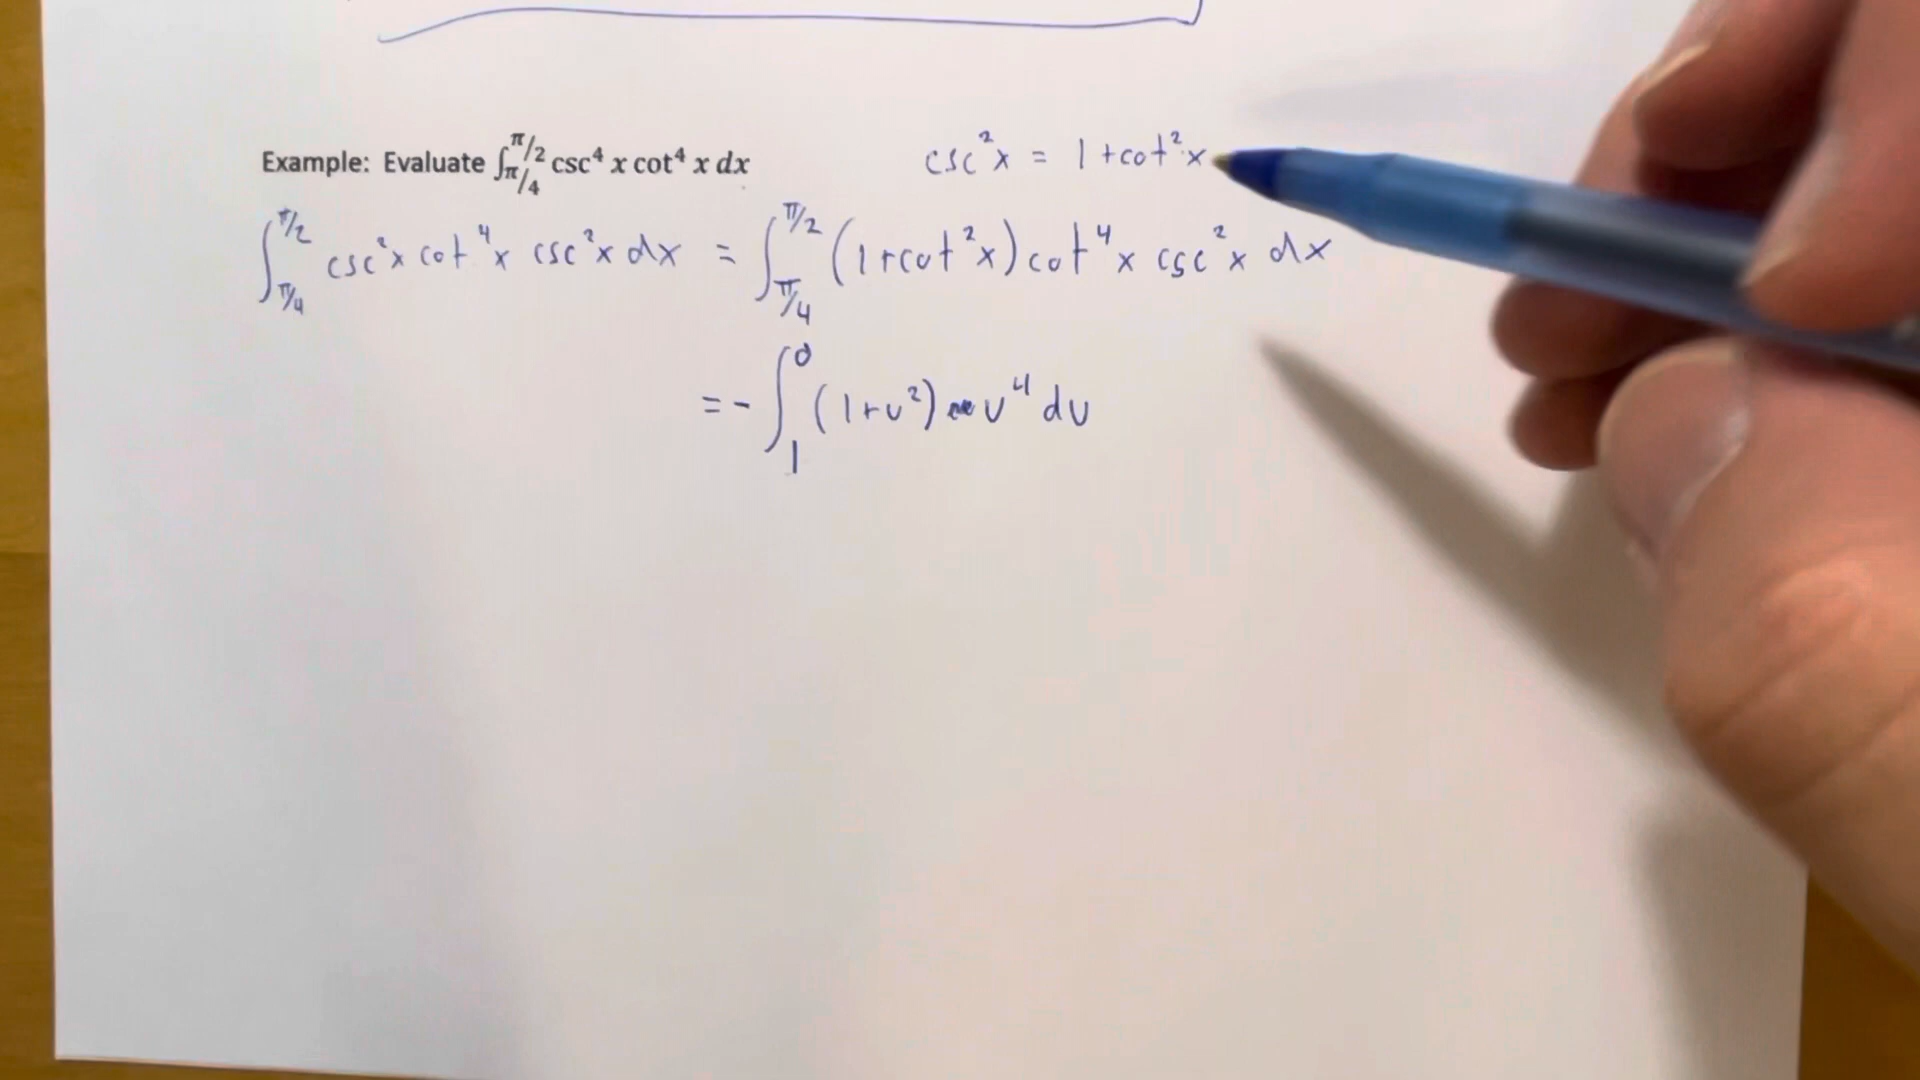 Example: Evaluate ∫_{π/4}^{π/2} csc⁴ x cot⁴ x dx
csc²x = 1+cot²x
∫_{π/4}^{π/2} csc²x cot⁴x csc²x dx = ∫_{π/4}^{π/2} (1+cot²x) cot⁴x csc²x dx
= - ∫_1^0 (1+u²) u⁴ du